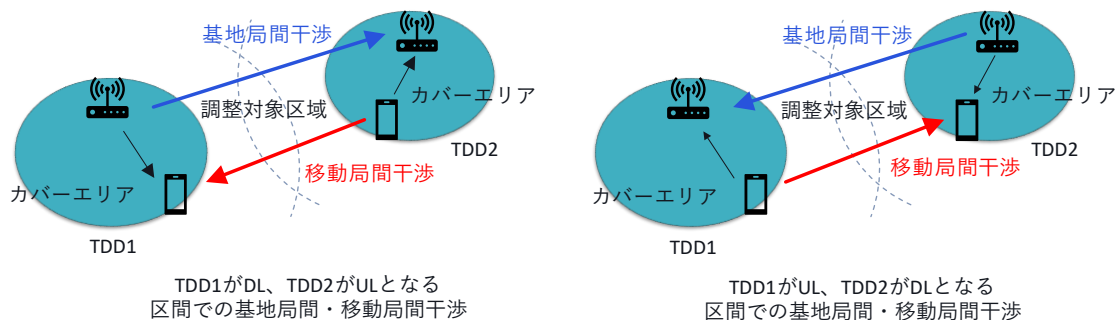 基地局間干渉
調整対象区域
カバーエリア
TDD2
移動局間干渉
カバーエリア
TDD1
TDD1がDL、TDD2がULとなる
区間での基地局間・移動局間干渉
基地局間干渉
調整対象区域
カバーエリア
TDD2
移動局間干渉
カバーエリア
TDD1
TDD1がUL、TDD2がDLとなる
区間での基地局間・移動局間干渉